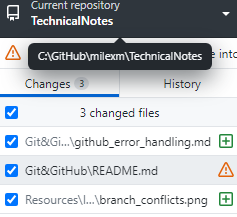 Current repository
TechnicalNotes
C:\GitHub\milexm\TechnicalNotes
e into
Changes 3
History
3 changed files
Git&Gi...\github_error_handling.md
Git&GitHub\README.md
Resources\I...\branch_conflicts.png